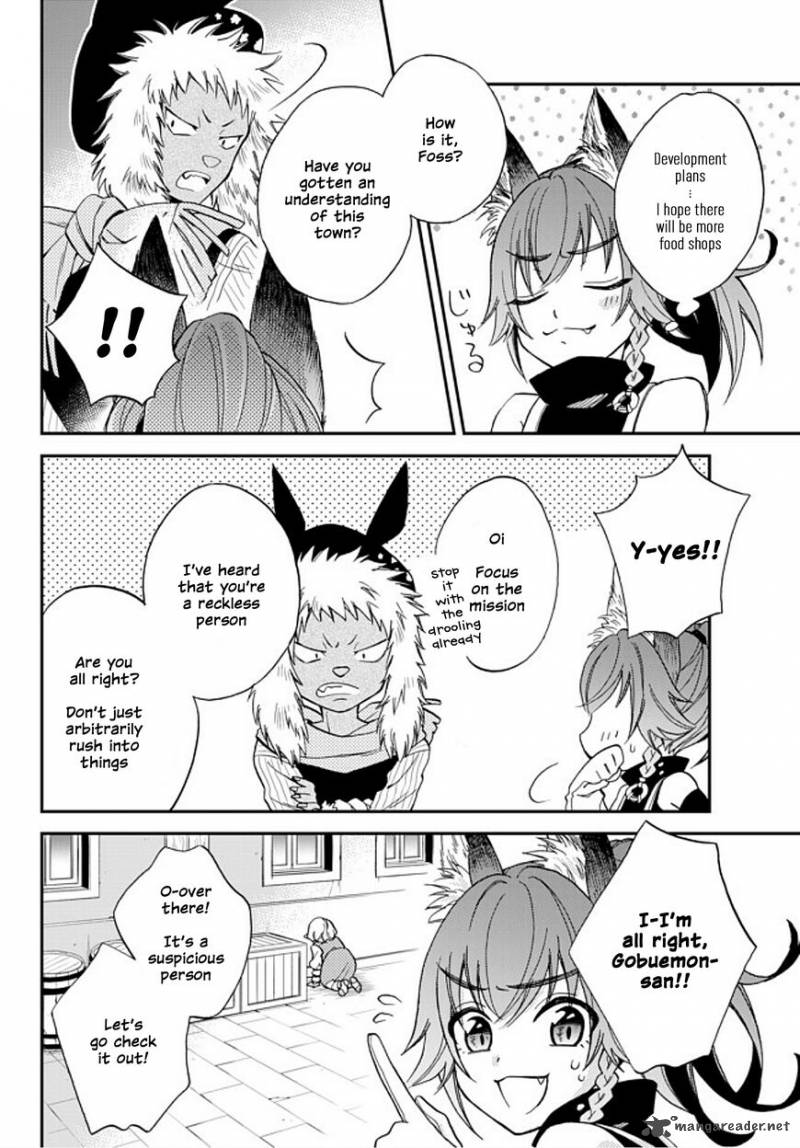 Development
plans
...
I hope there
will be more
food shops
じゅる
How
is it,
Foss?
Have you
gotten an
understanding
of this
town?
!!
Y-yes!!
Oi
Focus
on the
mission
stop
it
with
the
drooling
already
I've heard
that you're
a reckless
person
Are you
all right?
Don't just
arbitrarily
rush into
things
I-I'm
all right,
Gobuemon-
san!!
O-over
there!
It's a
suspicious
person
Let's
go check
it out!
mangareader.net